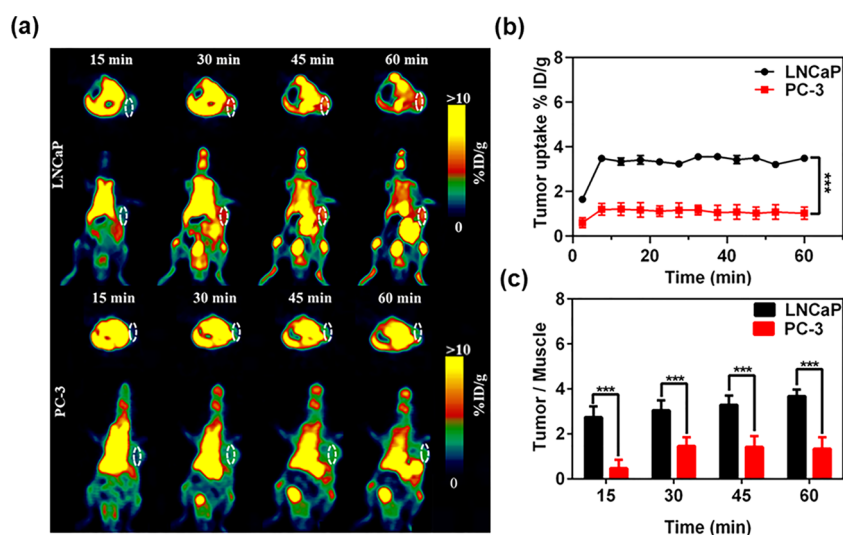 (a)
15 min 30 min 45 min 60 min
LNCaP
>10
%ID/g
0
15 min 30 min 45 min 60 min
PC-3
>10
%ID/g
0
(b)
8
6
4
2
0
Tumor uptake % ID/g
LNCaP
PC-3
***
0 20 40 60
Time (min)
(c)
8
6
4
2
0
Tumor / Muscle
LNCaP
PC-3
*** *** *** ***
15 30 45 60
Time (min)